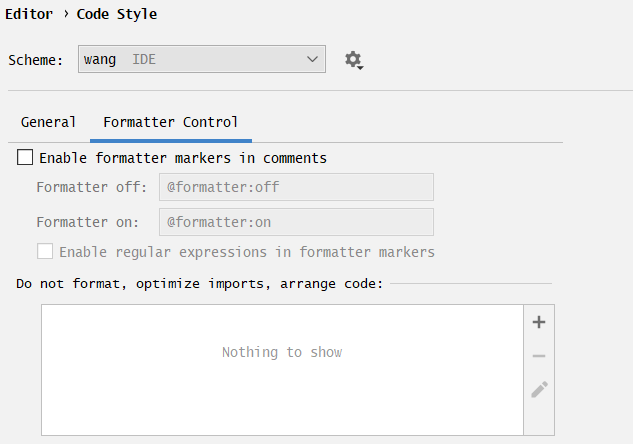 Editor › Code Style
Scheme: wang IDE
General Formatter Control
Enable formatter markers in comments
Formatter off: @formatter:off
Formatter on: @formatter:on
Enable regular expressions in formatter markers
Do not format, optimize imports, arrange code:
Nothing to show